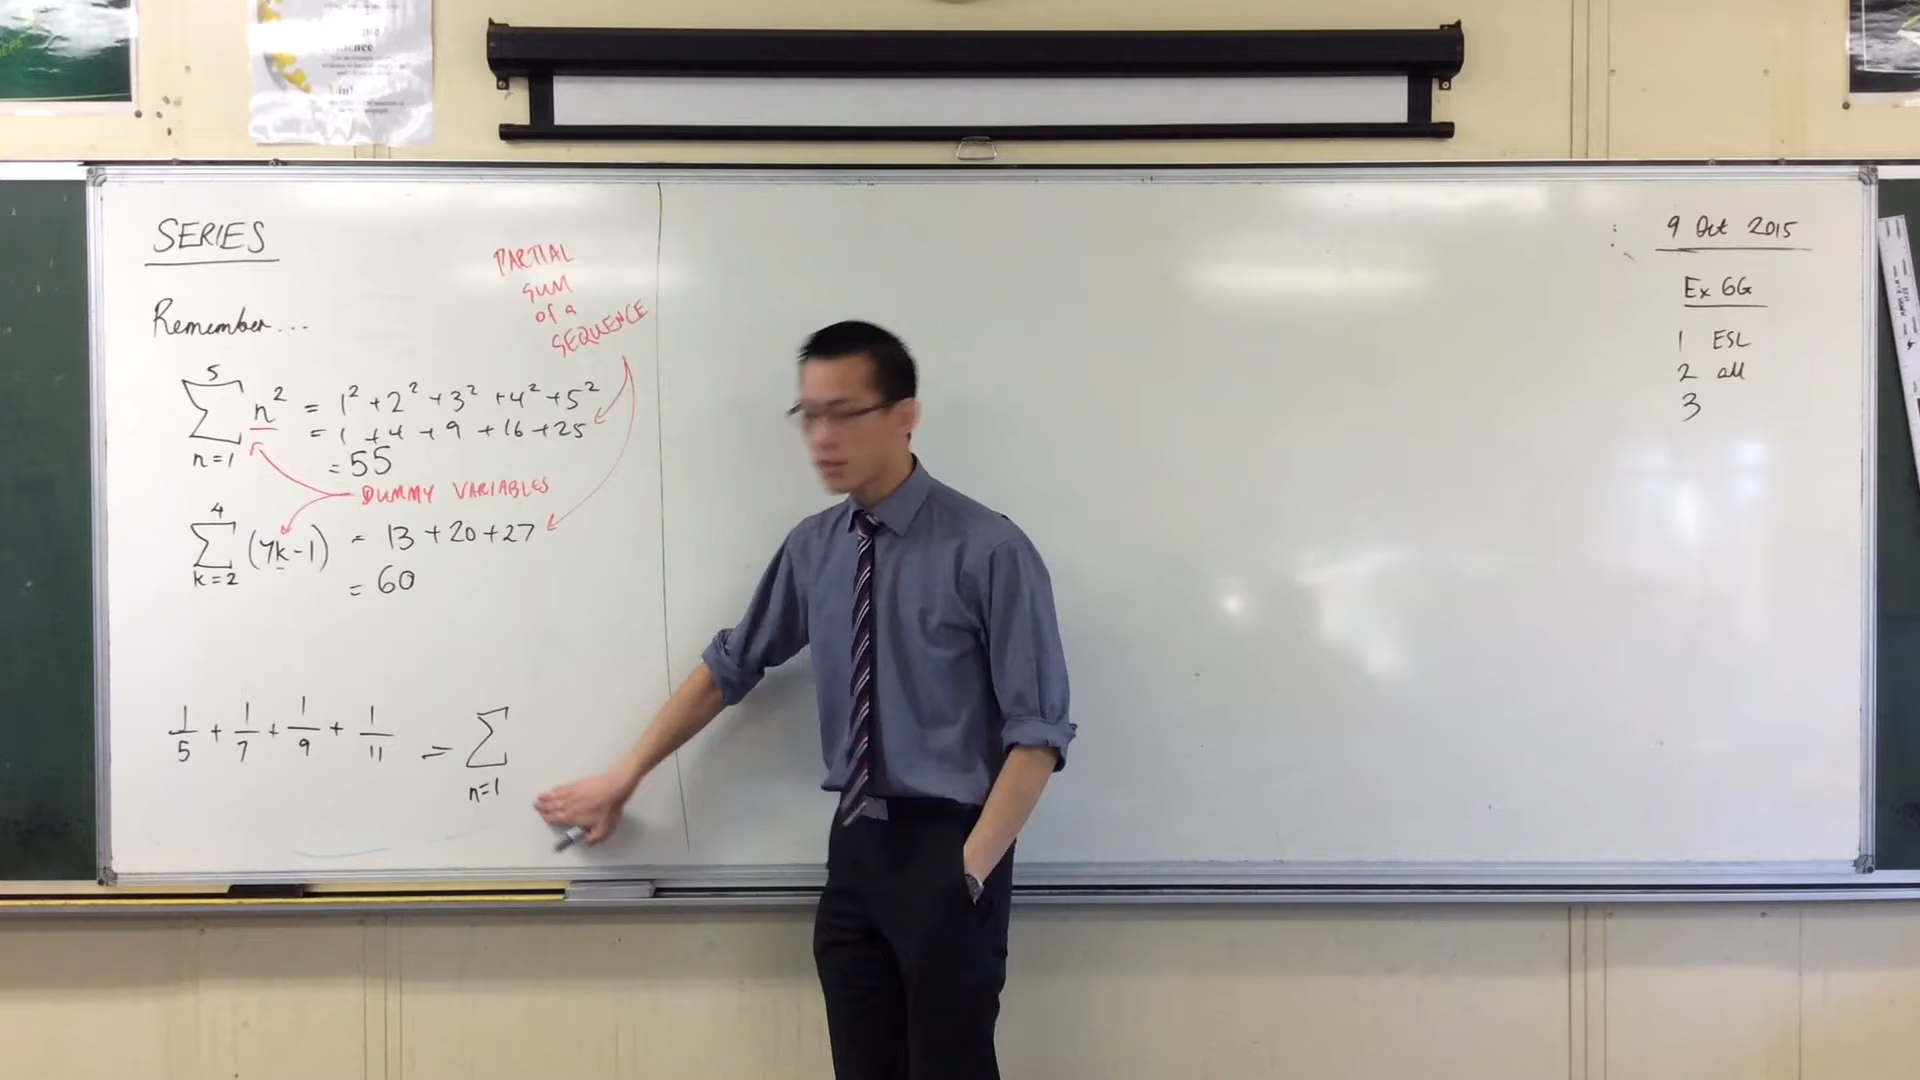 SERIES
Remember...
PARTIAL
SUM
of a
SEQUENCE
5
∑ n² = 1² + 2² + 3² + 4² + 5²
n=1
= 1 + 4 + 9 + 16 + 25
= 55
DUMMY VARIABLES
4
∑ (7k-1) = 13 + 20 + 27
k=2
= 60
1/5 + 1/7 + 1/9 + 1/11 = ∑
n=1
9 Oct 2015
Ex 6G
1 ESL
2 all
3